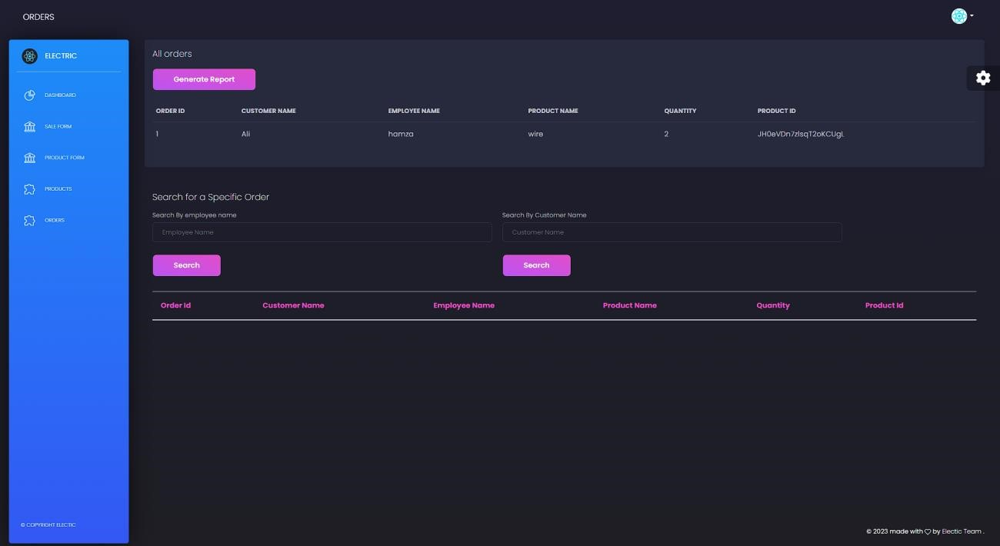 ORDERS
ELECTRIC
DASHBOARD
SALE FORM
PRODUCT FORM
PRODUCTS
ORDERS
© COPYRIGHT ELECTIC
All orders
Generate Report
ORDER ID CUSTOMER NAME EMPLOYEE NAME PRODUCT NAME QUANTITY PRODUCT ID
1 Ali hamza wire 2
Search for a Specific Order
Search By employee name Search By Customer Name
Employee Name Customer Name
Search Search
Order Id Customer Name Employee Name Product Name Quantity Product Id
© 2023 made with ♡ by Electic Team .